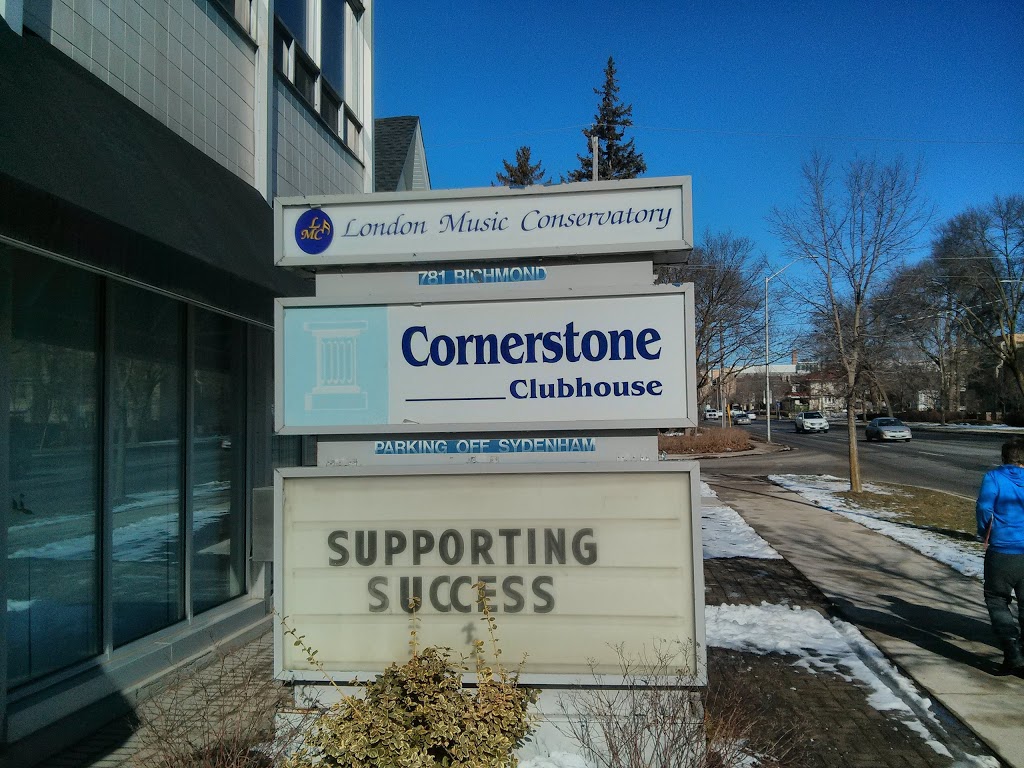 LMC
London Music Conservatory
781 RICHMOND
Cornerstone
Clubhouse
PARKING OFF SYDENHAM
SUPPORTING
SUCCESS